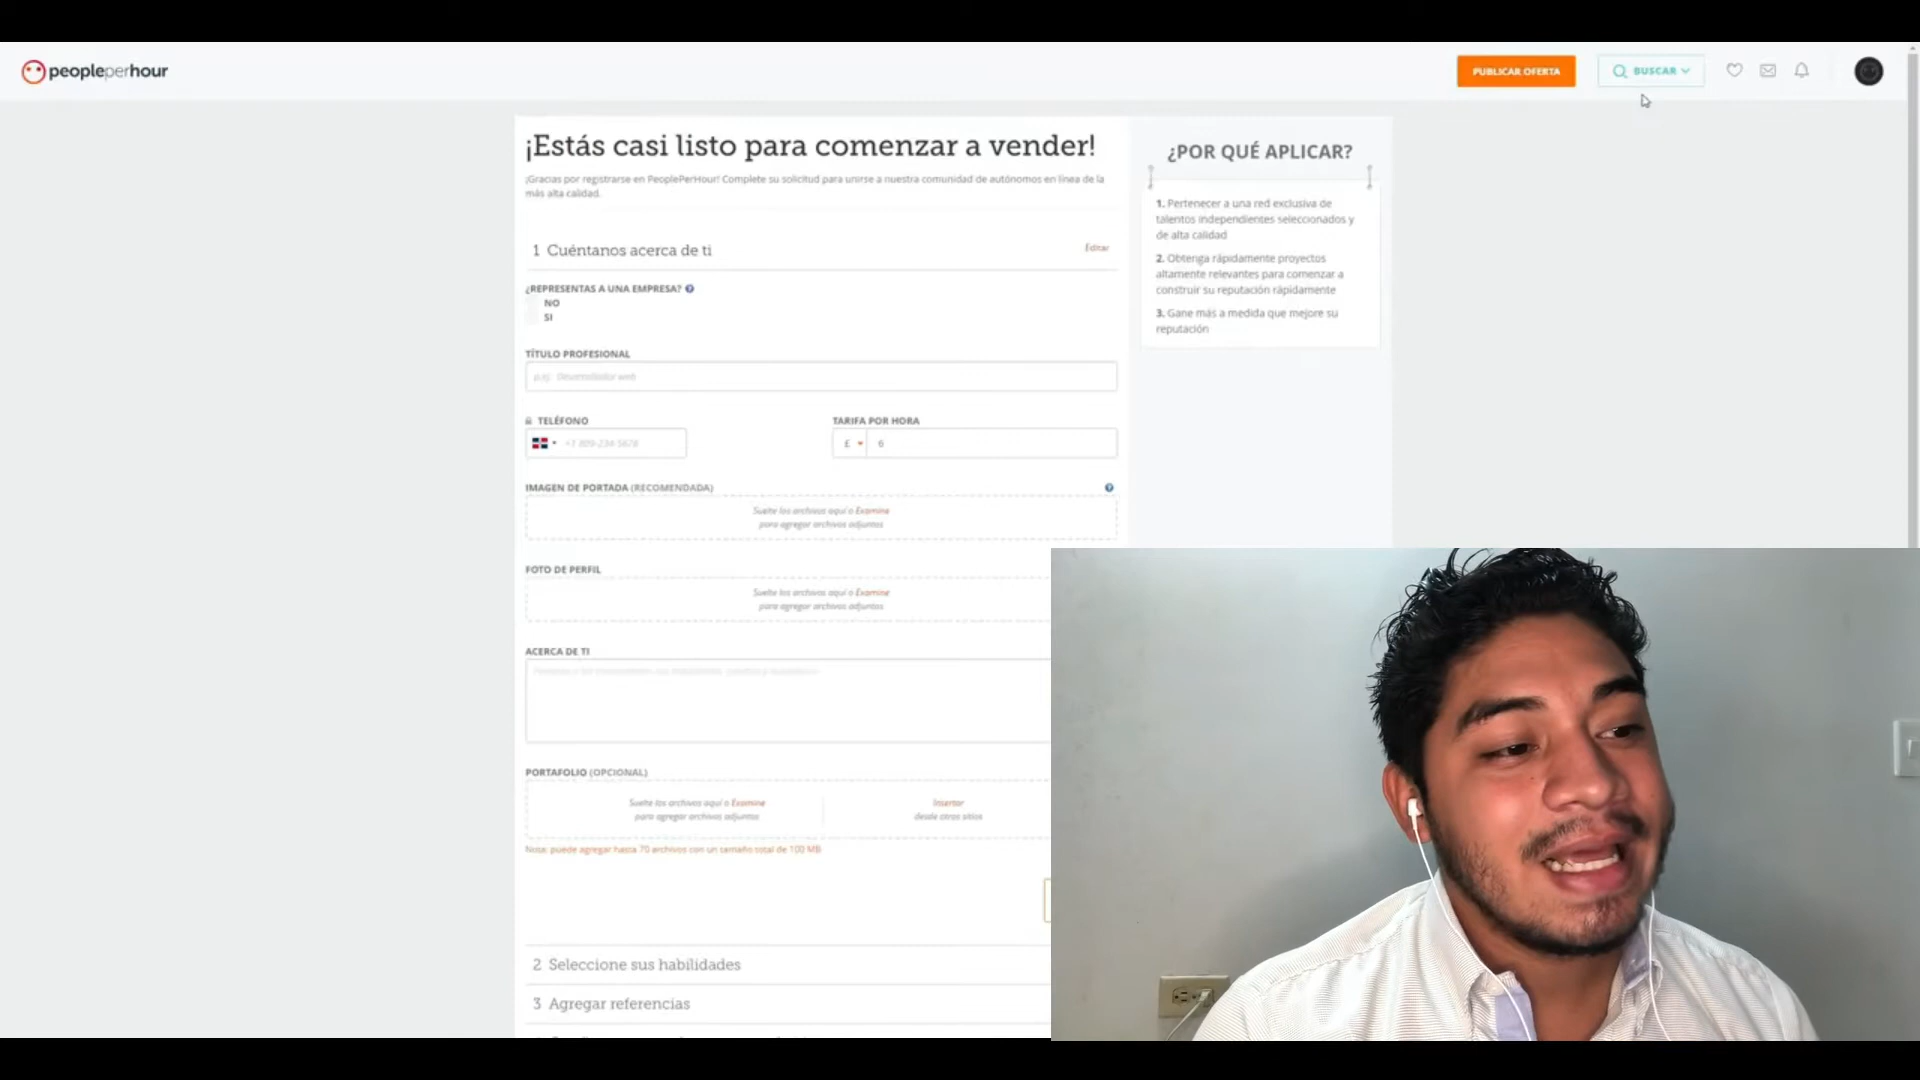 peopleperhour
PUBLICAR OFERTA
BUSCAR
¡Estás casi listo para comenzar a vender!
¡Gracias por registrarse en PeoplePerHour! Complete su solicitud para unirse a nuestra comunidad de autónomos en línea de la
más alta calidad.
1 Cuéntanos acerca de ti
Editar
¿REPRESENTAS A UNA EMPRESA?
NO
SI
TÍTULO PROFESIONAL
p.ej. Desarrollador web
TELÉFONO
+1 809-234-5678
TARIFA POR HORA
£
6
IMAGEN DE PORTADA (RECOMENDADA)
Suelte los archivos aquí o Examine
para agregar archivos adjuntos
FOTO DE PERFIL
Suelte los archivos aquí o Examine
para agregar archivos adjuntos
ACERCA DE TI
PORTAFOLIO (OPCIONAL)
Suelte los archivos aquí o Examine
para agregar archivos adjuntos
Insertar
desde otros sitios
Nota: puede agregar hasta 70 archivos con un tamaño total de 100 MB
2 Seleccione sus habilidades
3 Agregar referencias
¿POR QUÉ APLICAR?
1. Pertenecer a una red exclusiva de
talentos independientes seleccionados y
de alta calidad
2. Obtenga rápidamente proyectos
altamente relevantes para comenzar a
construir su reputación rápidamente
3. Gane más a medida que mejore su
reputación